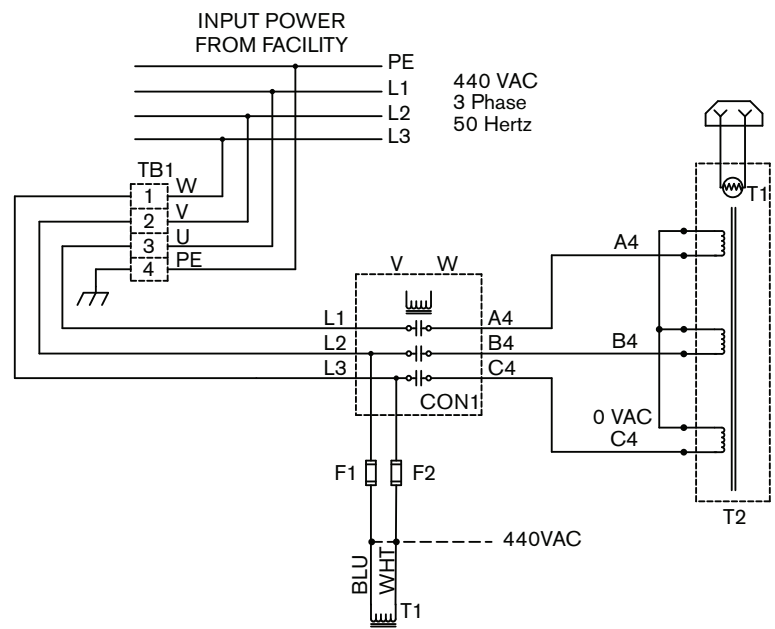 INPUT POWER
FROM FACILITY
PE
L1
L2
L3
440 VAC
3 Phase
50 Hertz
TB1
1 W
2 V
3 U
4 PE
T1
A4
V W
L1 A4
L2 B4 B4
L3 C4
CON1
0 VAC
C4
F1 F2
T2
440VAC
BLU
WHT
T1